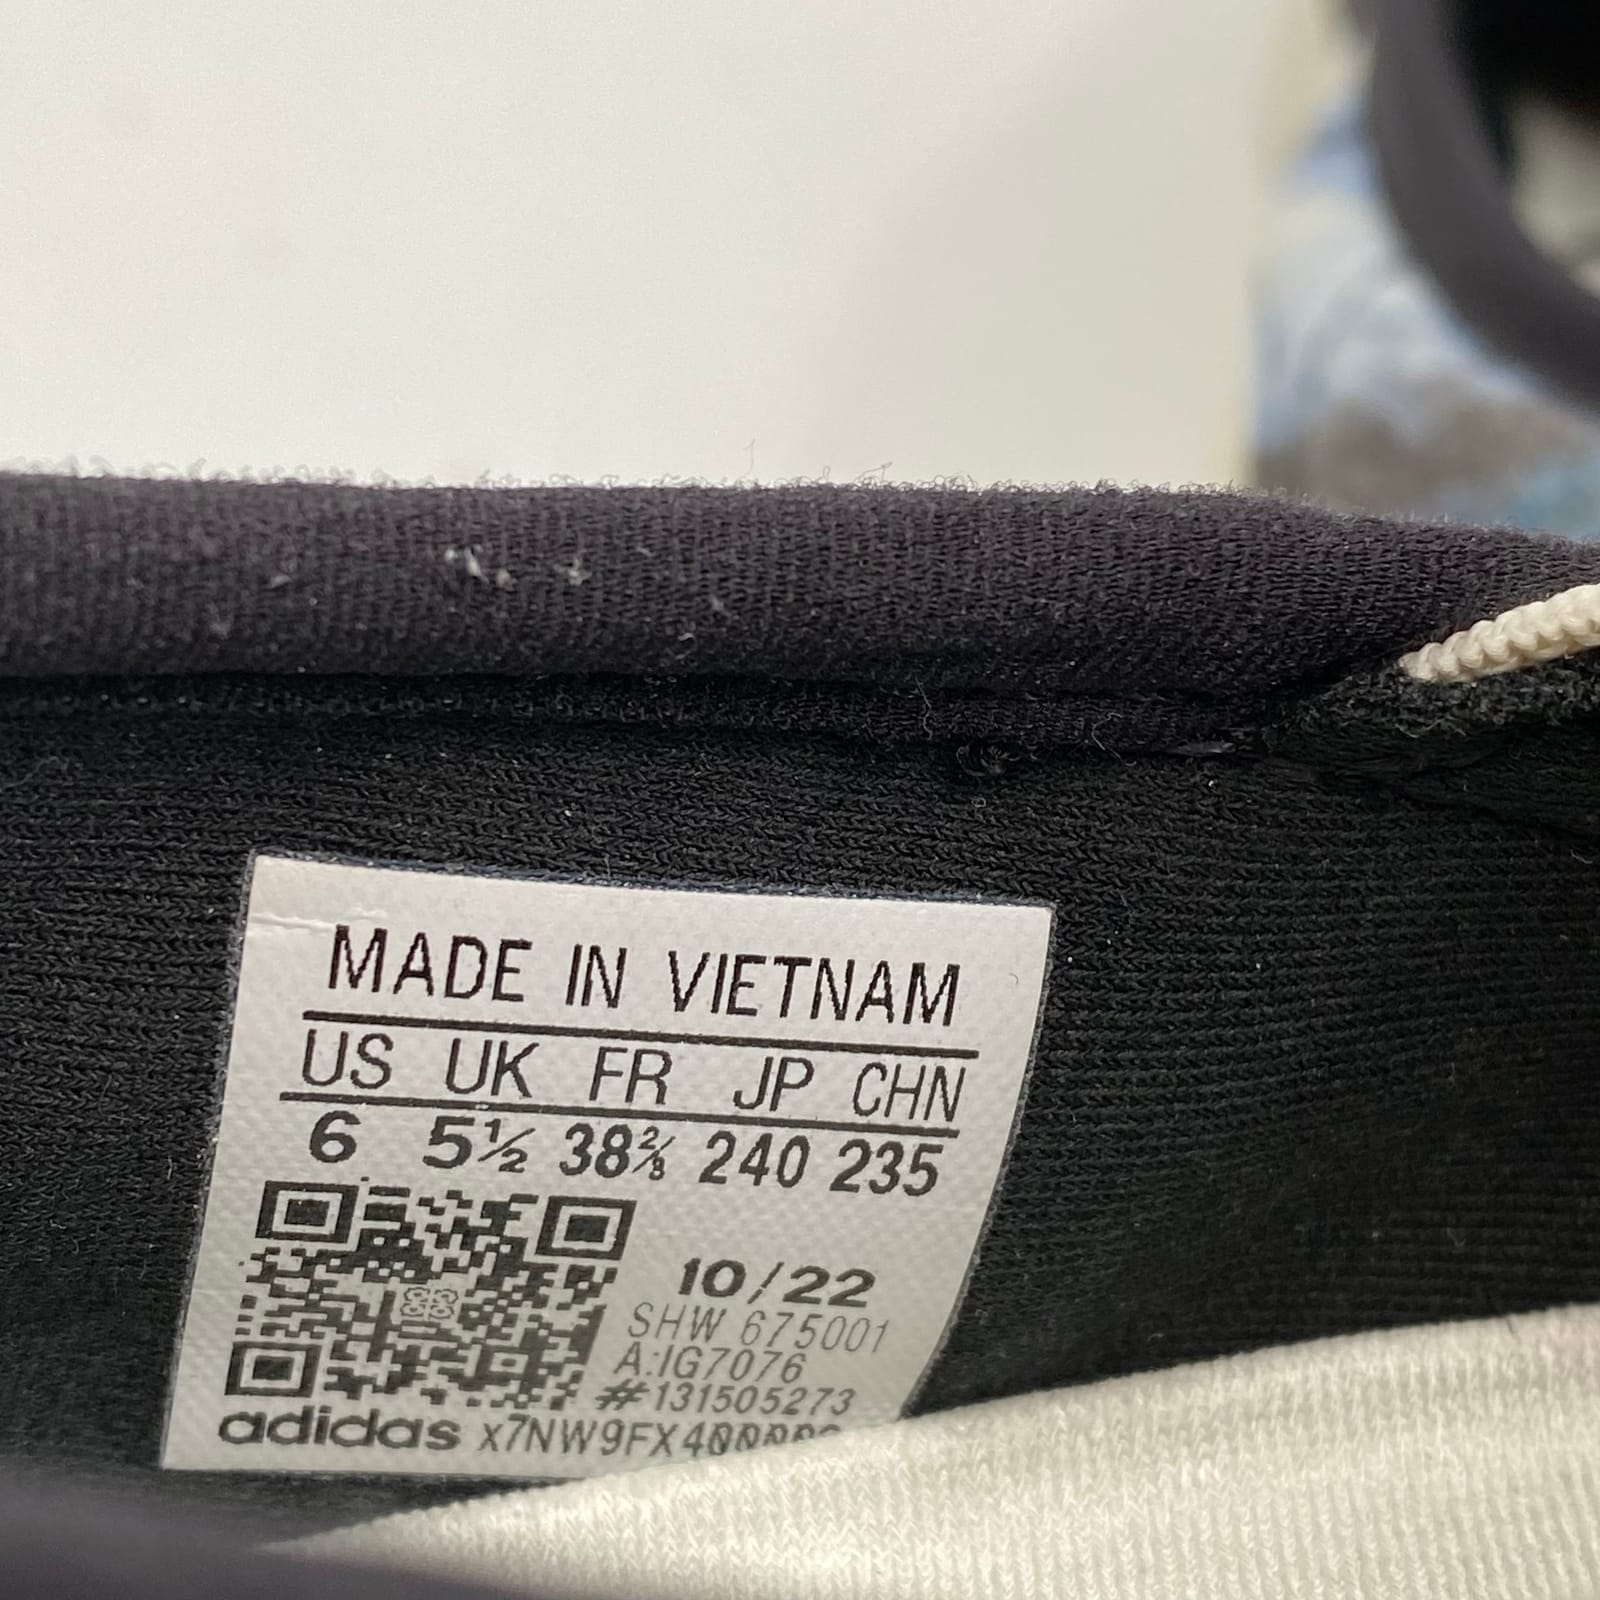 MADE IN VIETNAM
US UK FR JP CHN
6 5½ 38⅔ 240 235
10/22
SHW 675001
A:IG7076
#131505273
adidas